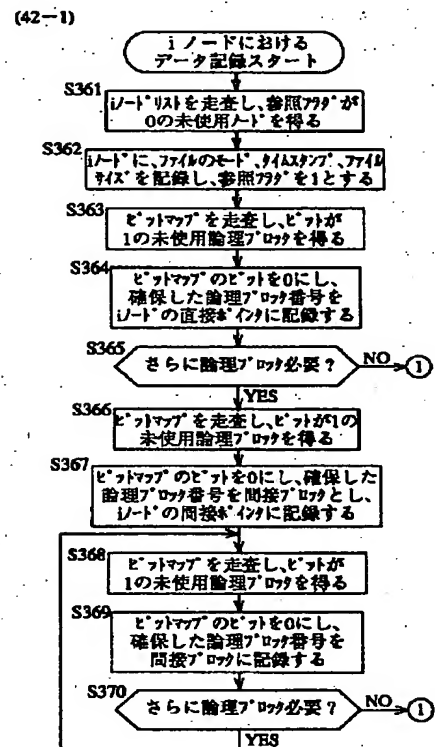 (42-1)
iノードにおける
データ記録スタート
S361
iノードリストを走査し、参照フラグが
0の未使用ノードを得る
S362
iノードに、ファイルのモード、タイムスタンプ、ファイル
サイズを記録し、参照フラグを1とする
S363
ビットマップを走査し、ビットが
1の未使用論理ブロックを得る
S364
ビットマップのビットを0にし、
確保した論理ブロック番号を
iノードの直接ポインタに記録する
S365
さらに論理ブロック必要?
NO
1
YES
S366
ビットマップを走査し、ビットが1の
未使用論理ブロックを得る
S367
ビットマップのビットを0にし、確保した
論理ブロック番号を間接ブロックとし、
iノードの間接ポインタに記録する
S368
ビットマップを走査し、ビットが
1の未使用論理ブロックを得る
S369
ビットマップのビットを0にし、
確保した論理ブロック番号を
間接ブロックに記録する
S370
さらに論理ブロック必要?
NO
1
YES